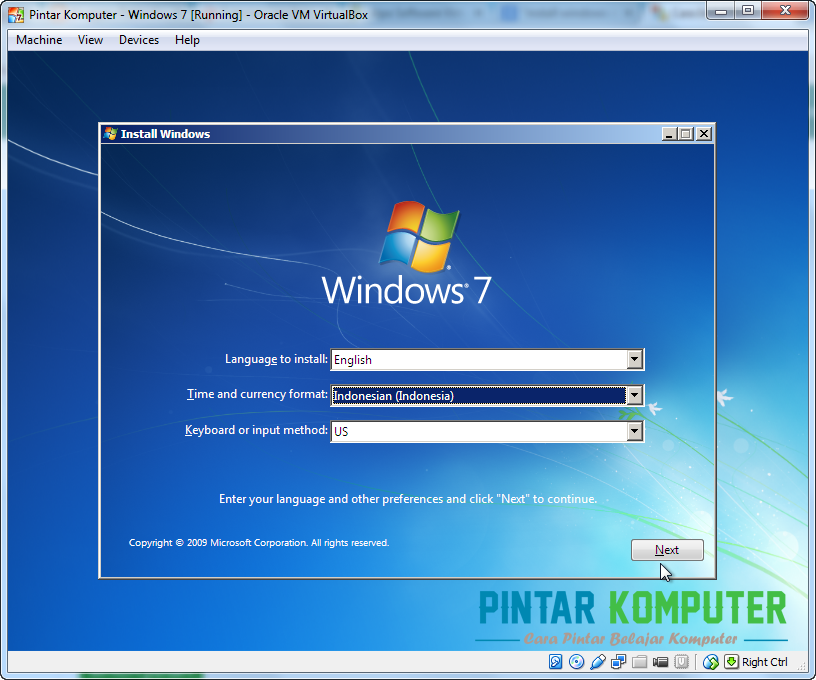 Pintar Komputer - Windows 7 [Running] - Oracle VM VirtualBox
Machine View Devices Help
Install Windows
Windows® 7
Language to install: English
Time and currency format: Indonesian (Indonesia)
Keyboard or input method: US
Enter your language and other preferences and click "Next" to continue.
Copyright © 2009 Microsoft Corporation. All rights reserved.
Next
PINTAR KOMPUTER
Cara Pintar Belajar Komputer
Right Ctrl